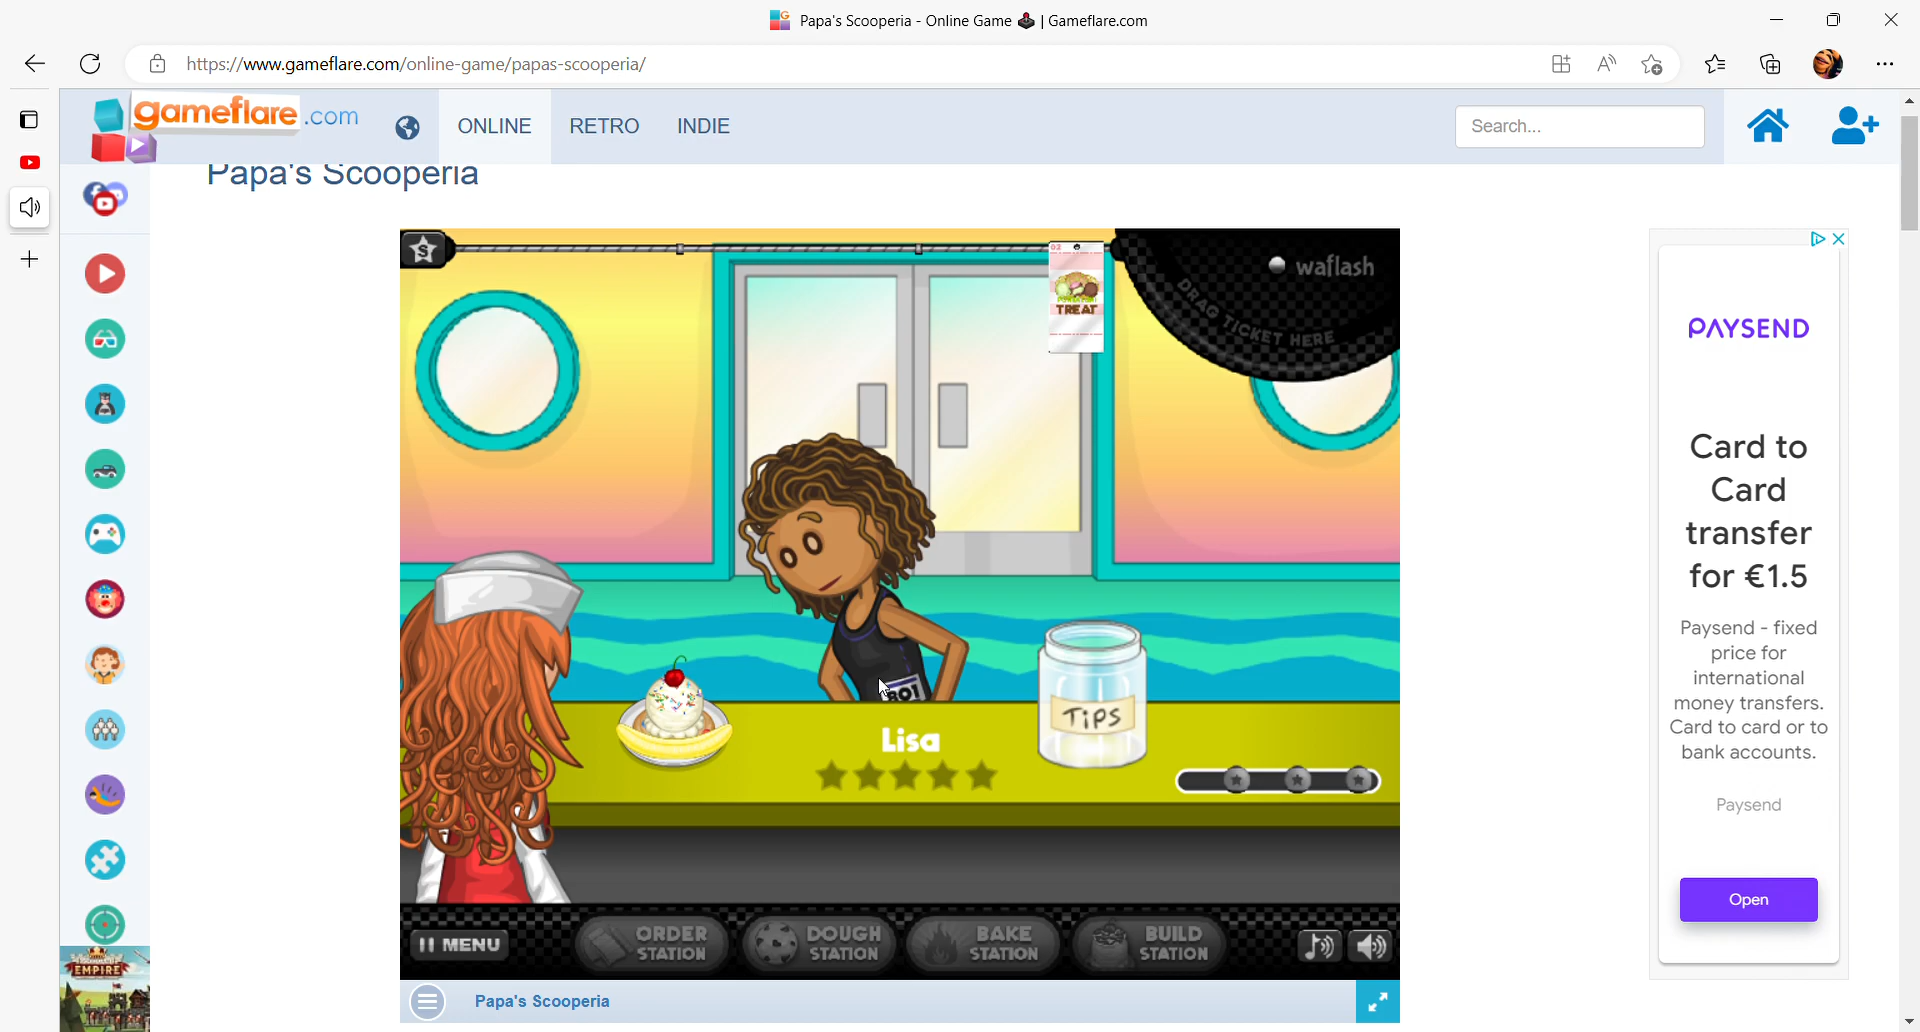 Papa's Scooperia - Online Game | Gameflare.com
https://www.gameflare.com/online-game/papas-scooperia/
gameflare.com
ONLINE
RETRO
INDIE
Search...
Papa's Scooperia
S
02
TREAT
waflash
DRAG TICKET HERE
PAYSEND
Card to
Card
transfer
for €1.5
Paysend - fixed
price for
international
money transfers.
Card to card or to
bank accounts.
Paysend
Open
TiPS
Lisa
MENU
ORDER
STATION
DOUGH
STATION
BAKE
STATION
BUILD
STATION
EMPIRE
Papa's Scooperia